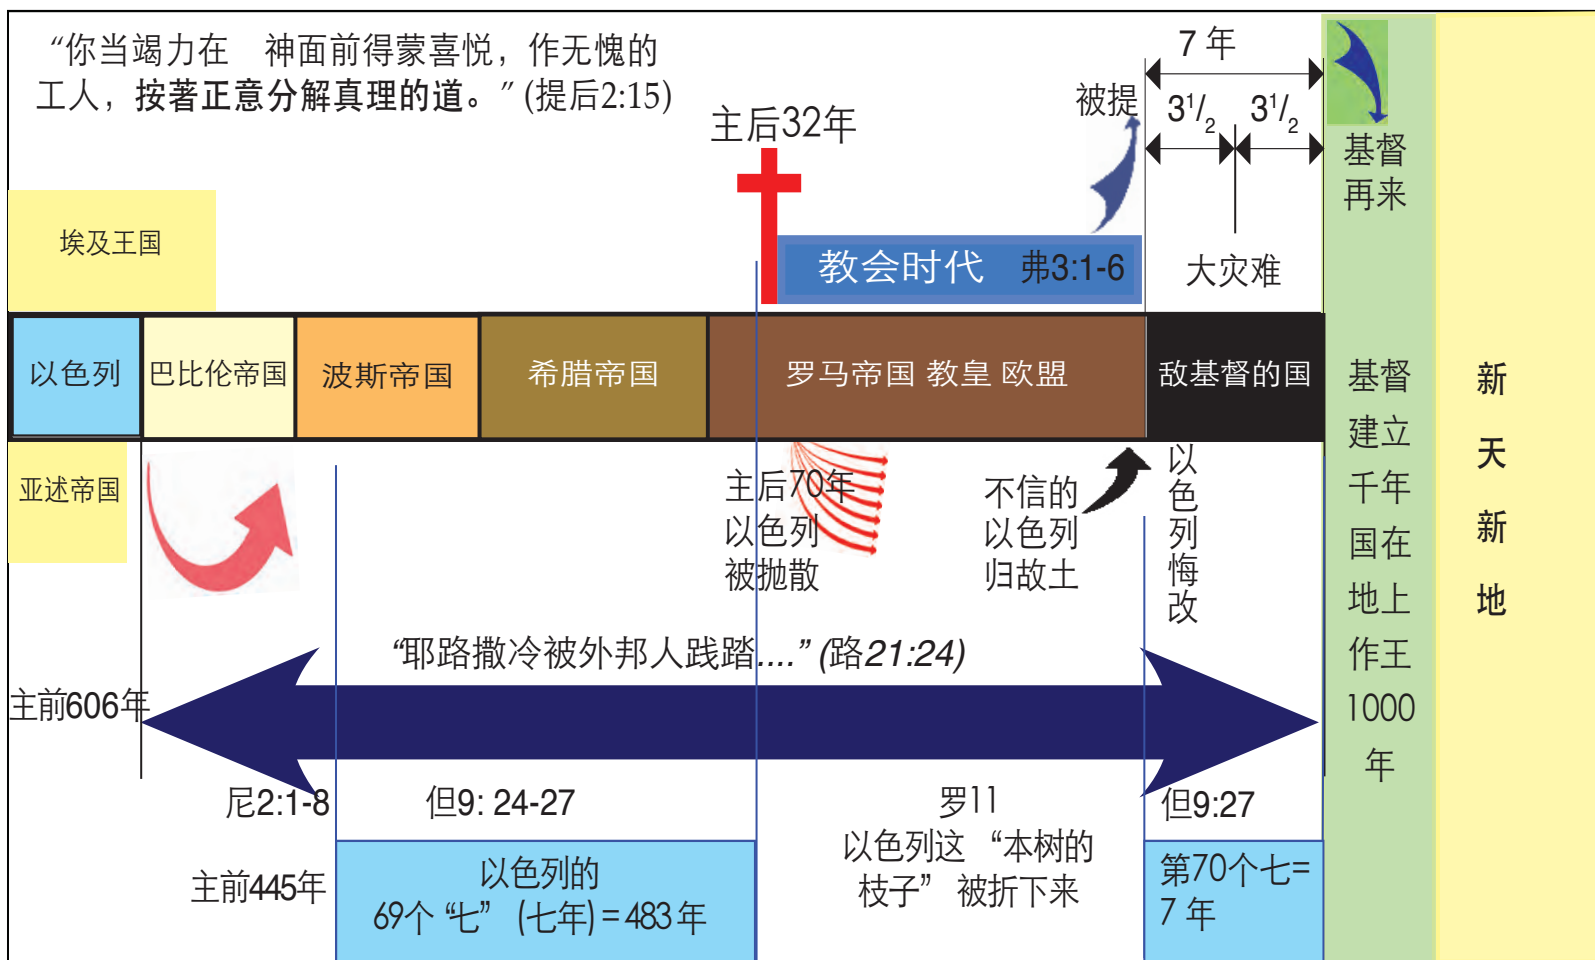 “你当竭力在　神面前得蒙喜悦，作无愧的
工人，按著正意分解真理的道。” (提后2:15)
主后32年
被提
7 年
3 1/2
3 1/2
基督
再来
埃及王国
教会时代 弗3:1-6
大灾难
以色列
巴比伦帝国
波斯帝国
希腊帝国
罗马帝国 教皇 欧盟
敌基督的国
亚述帝国
主后70年
以色列
被抛散
不信的
以色列
归故土
以
色
列
悔
改
基督
建立
千年
国在
地上
作王
1000
年
新
天
新
地
“耶路撒冷被外邦人践踏....” (路21:24)
主前606年
尼2:1-8
但9: 24-27
罗11
以色列这 “本树的
枝子” 被折下来
但9:27
主前445年
以色列的
69个 “七” (七年) = 483 年
第70个七=
7 年